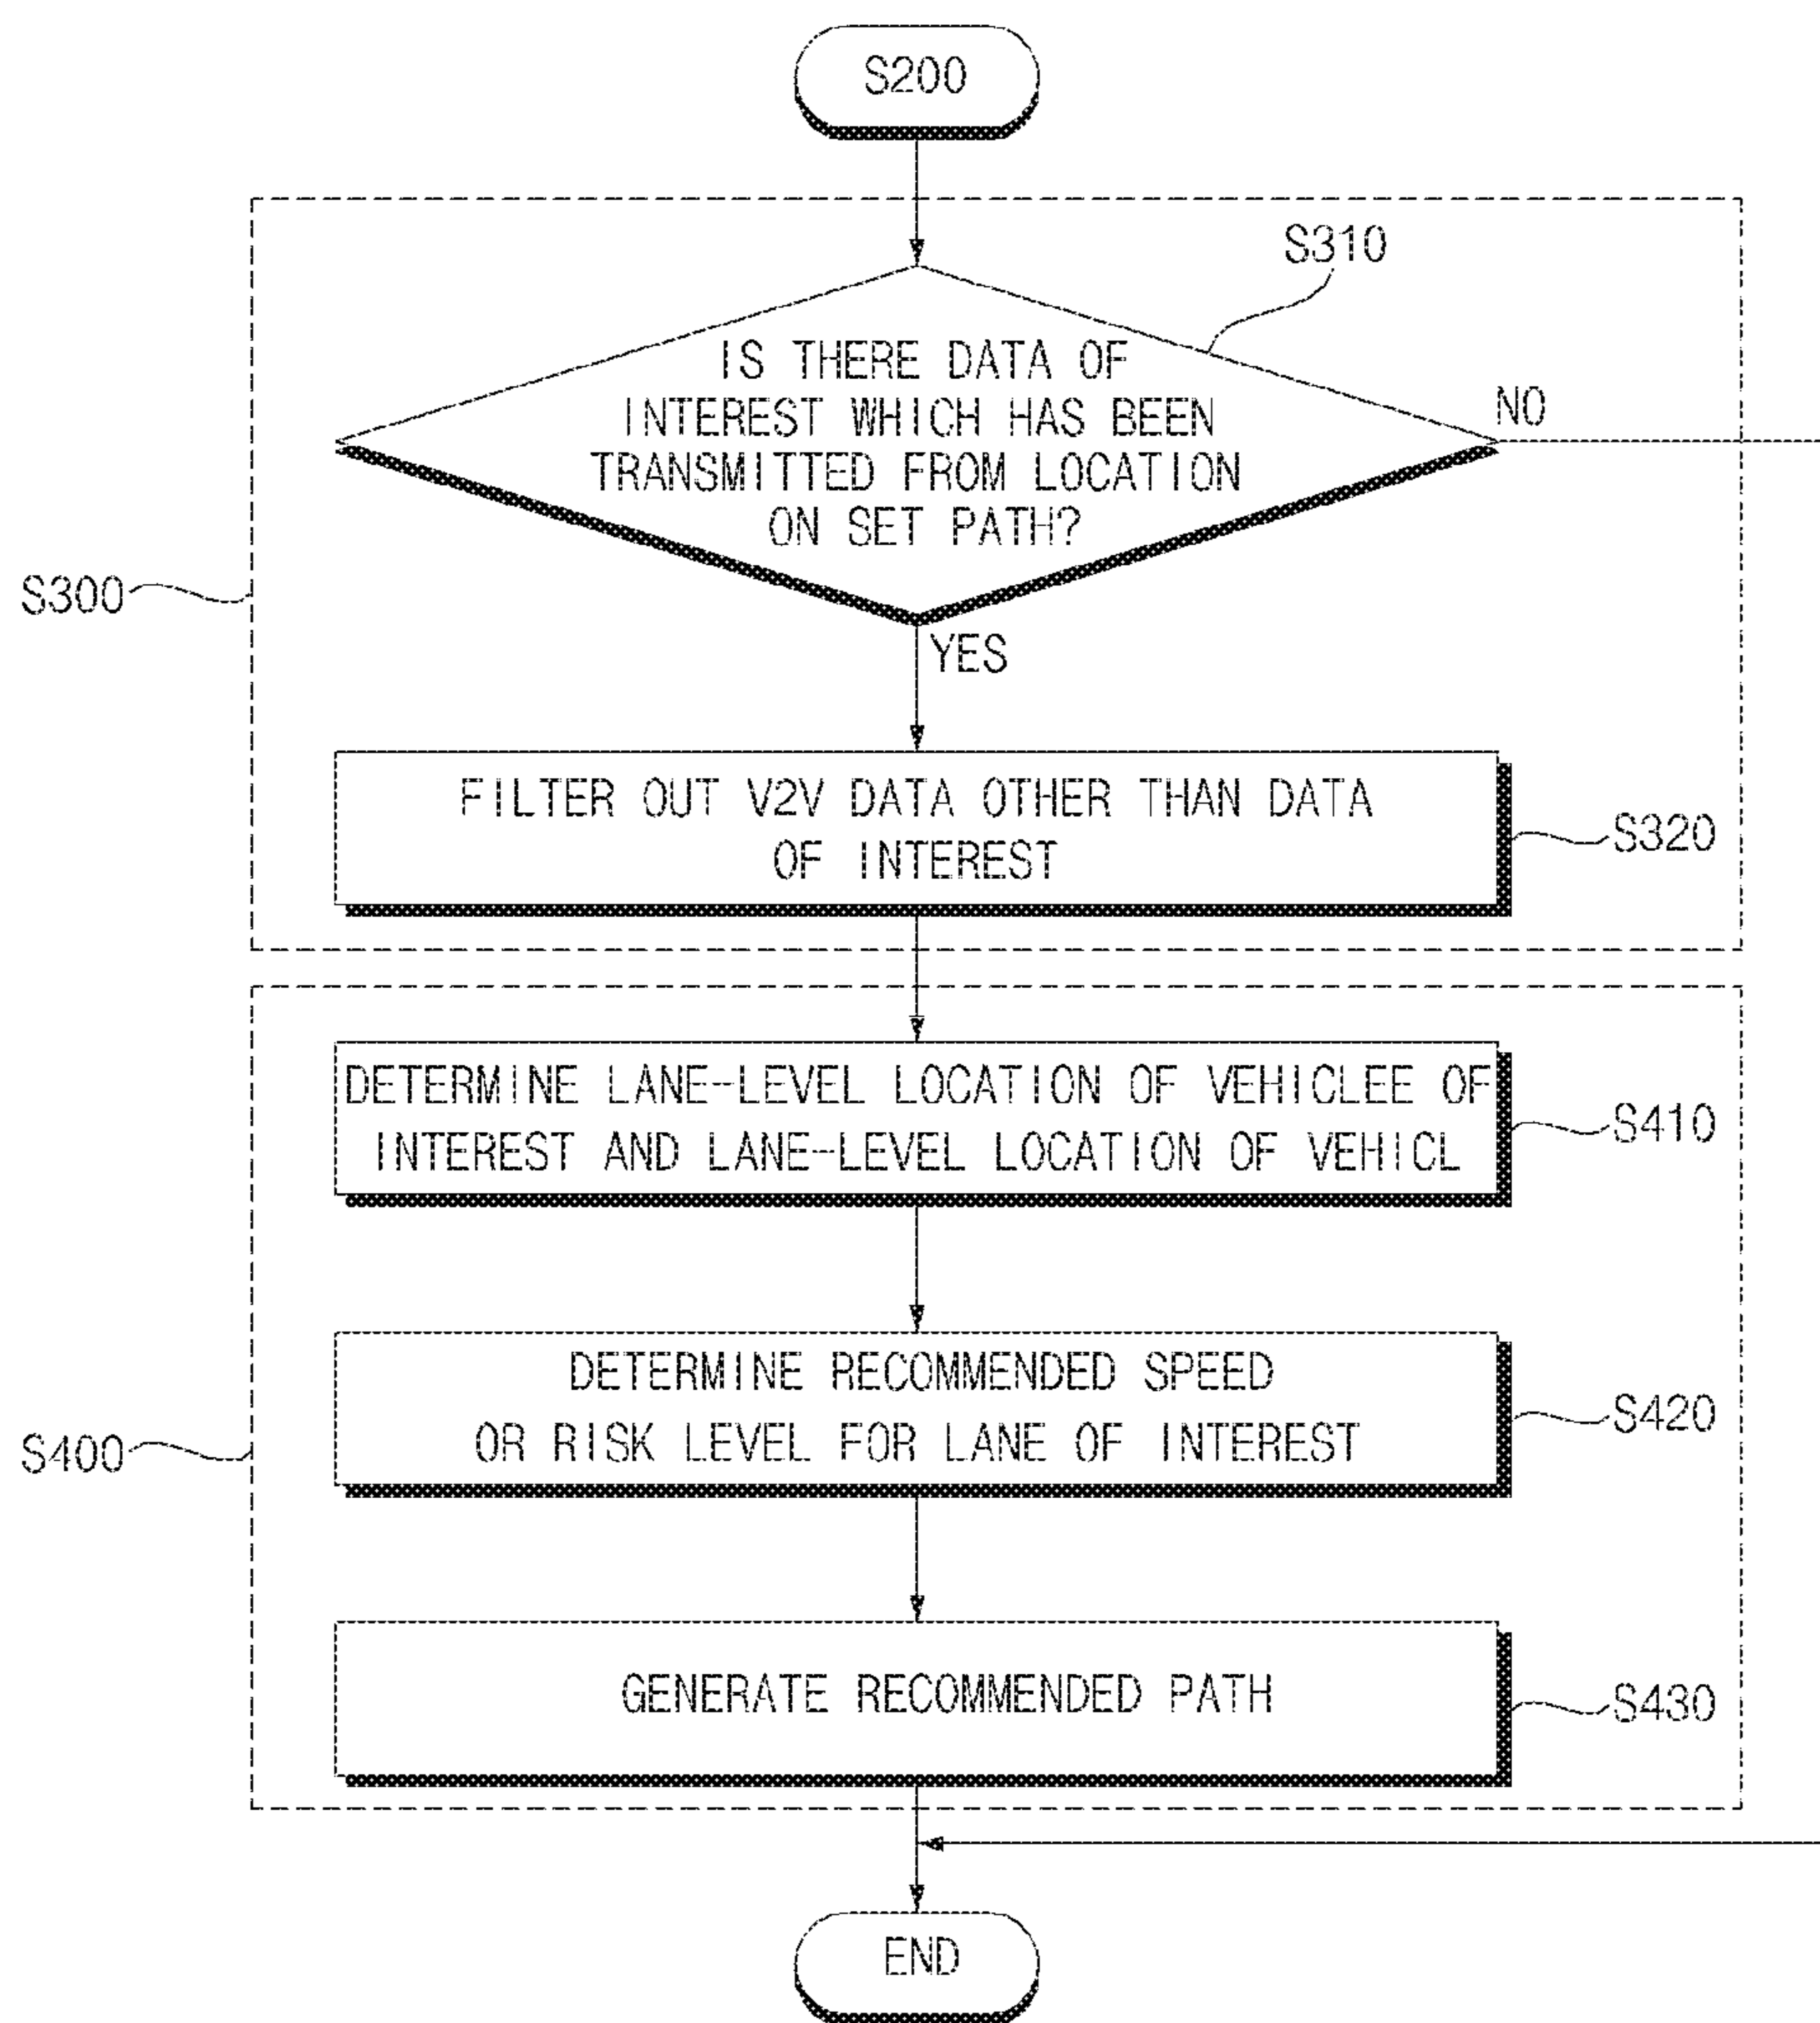 S200
S310
IS THERE DATA OF
INTEREST WHICH HAS BEEN
TRANSMITTED FROM LOCATION
ON SET PATH?
NO
S300
YES
FILTER OUT V2V DATA OTHER THAN DATA
OF INTEREST
S320
DETERMINE LANE-LEVEL LOCATION OF VEHICLEE OF
INTEREST AND LANE-LEVEL LOCATION OF VEHICL
S410
DETERMINE RECOMMENDED SPEED
OR RISK LEVEL FOR LANE OF INTEREST
S420
S400
GENERATE RECOMMENDED PATH
S430
END